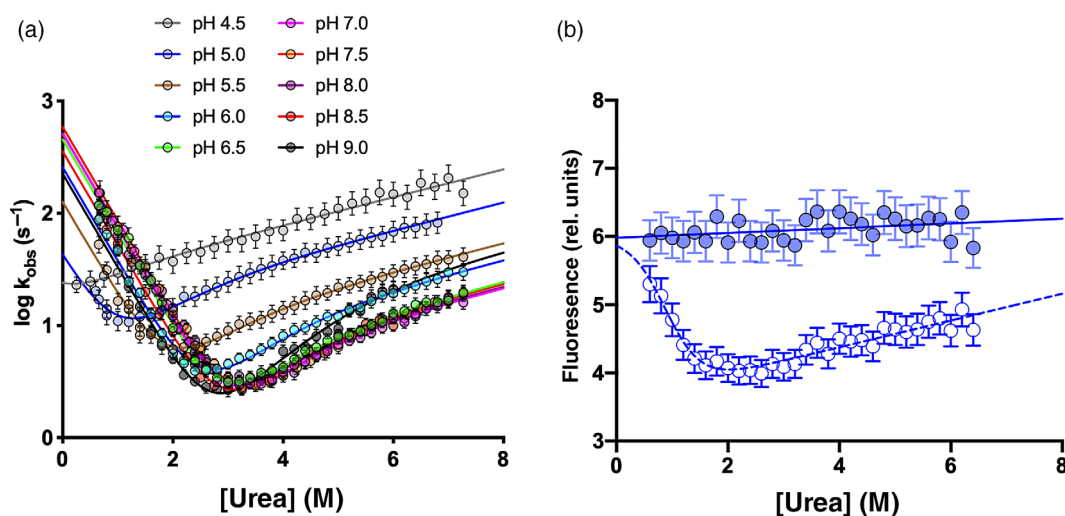 (a)
pH 4.5 pH 7.0
pH 5.0 pH 7.5
pH 5.5 pH 8.0
pH 6.0 pH 8.5
pH 6.5 pH 9.0
3
2
1
0
log kobs (s⁻¹)
0 2 4 6 8
[Urea] (M)
(b)
8
7
6
5
4
3
Fluoresence (rel. units)
0 2 4 6 8
[Urea] (M)